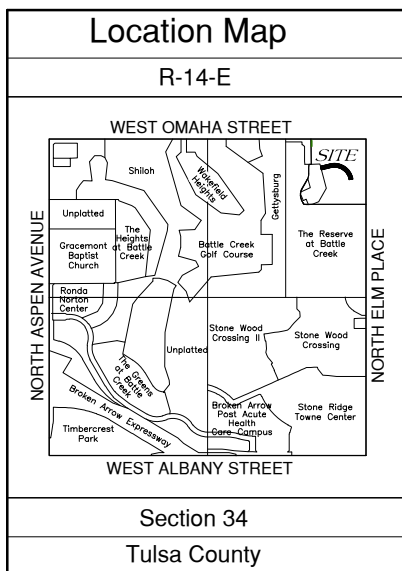 Location Map
R-14-E
WEST OMAHA STREET
SITE
Shiloh
Wakefield
Heights
Gettysburg
Unplatted
The
Heights
at Battle
Creek
Gracemont
Baptist
Church
Battle Creek
Golf Course
The Reserve
at Battle
Creek
NORTH ASPEN AVENUE
NORTH ELM PLACE
Ronda
Norton
Center
Stone Wood
Crossing II
Stone Wood
Crossing
Unplatted
The Greens
at Battle
Creek
Broken Arrow Expressway
Broken Arrow
Post Acute
Health
Care Campus
Stone Ridge
Towne Center
Timbercrest
Park
WEST ALBANY STREET
Section 34
Tulsa County